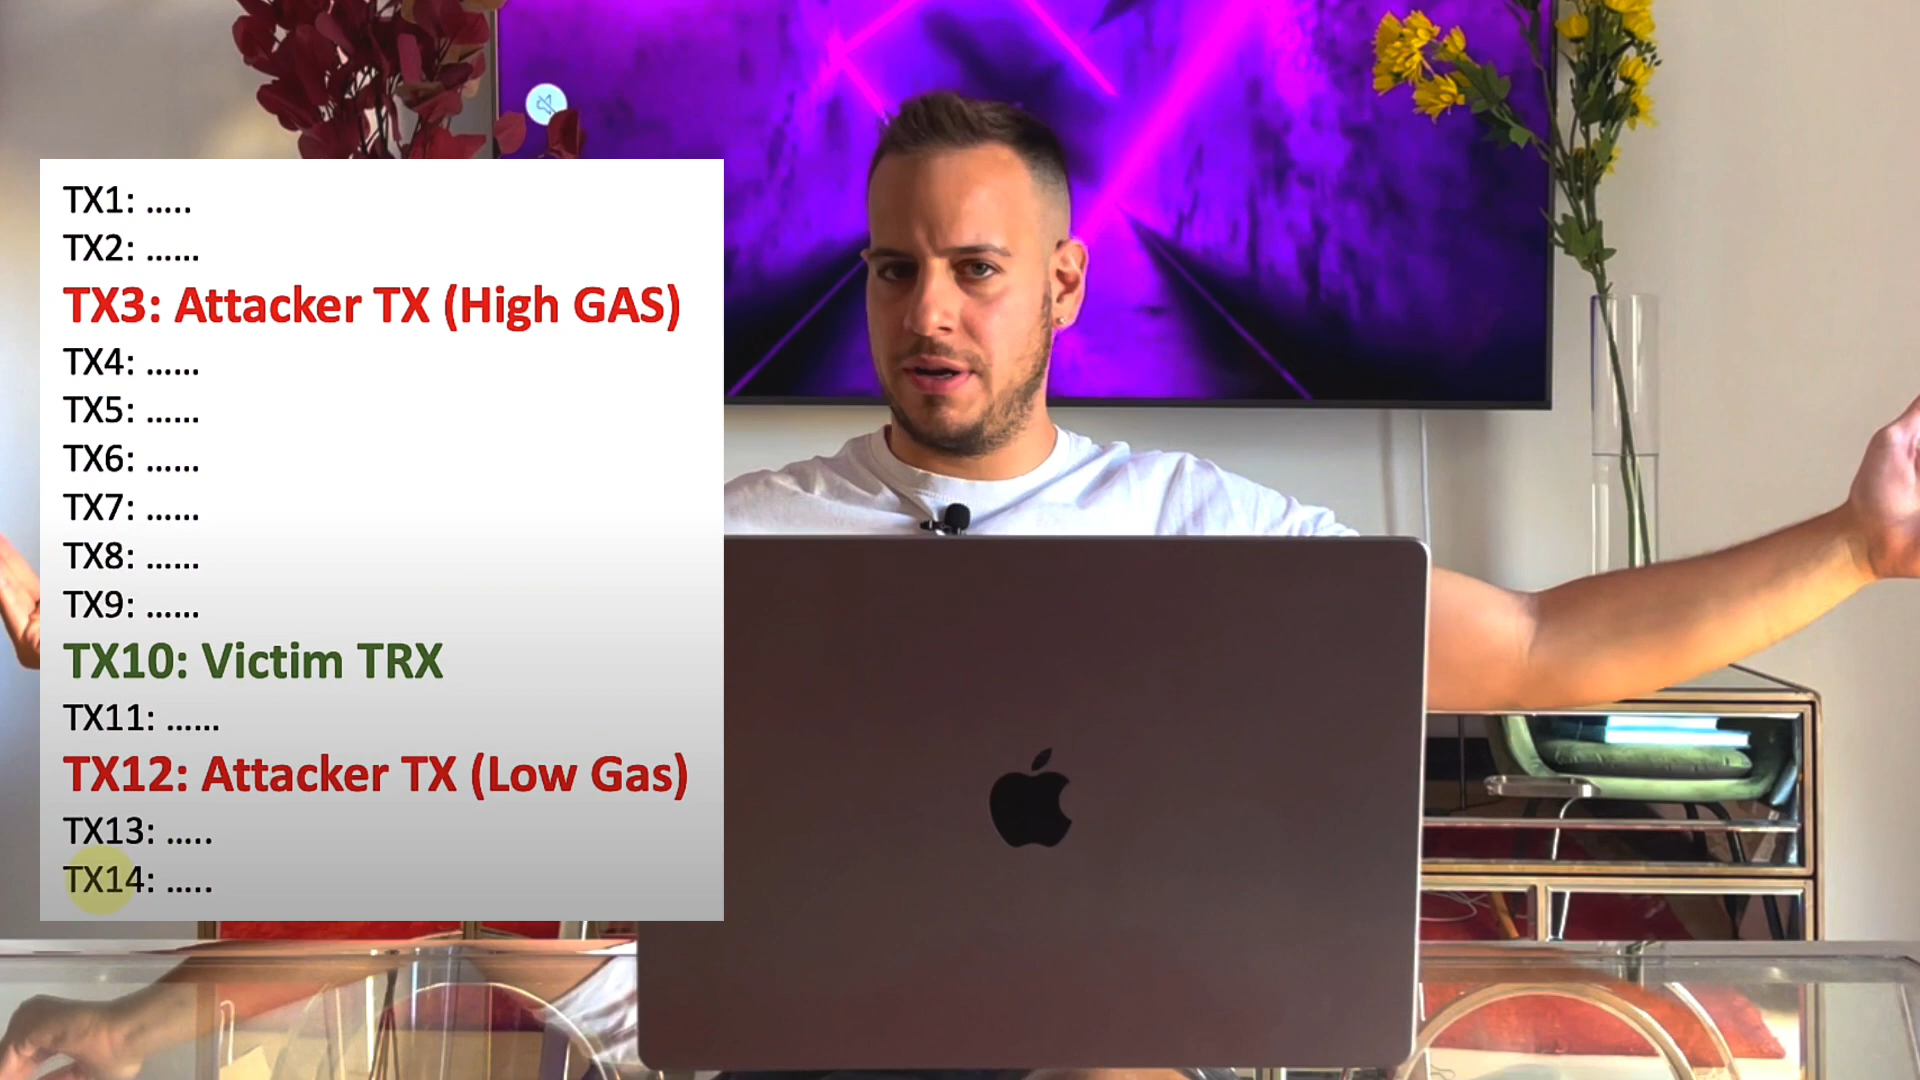 TX1: .....
TX2: ......
TX3: Attacker TX (High GAS)
TX4: ......
TX5: ......
TX6: ......
TX7: ......
TX8: ......
TX9: ......
TX10: Victim TRX
TX11: ......
TX12: Attacker TX (Low Gas)
TX13: .....
TX14: .....